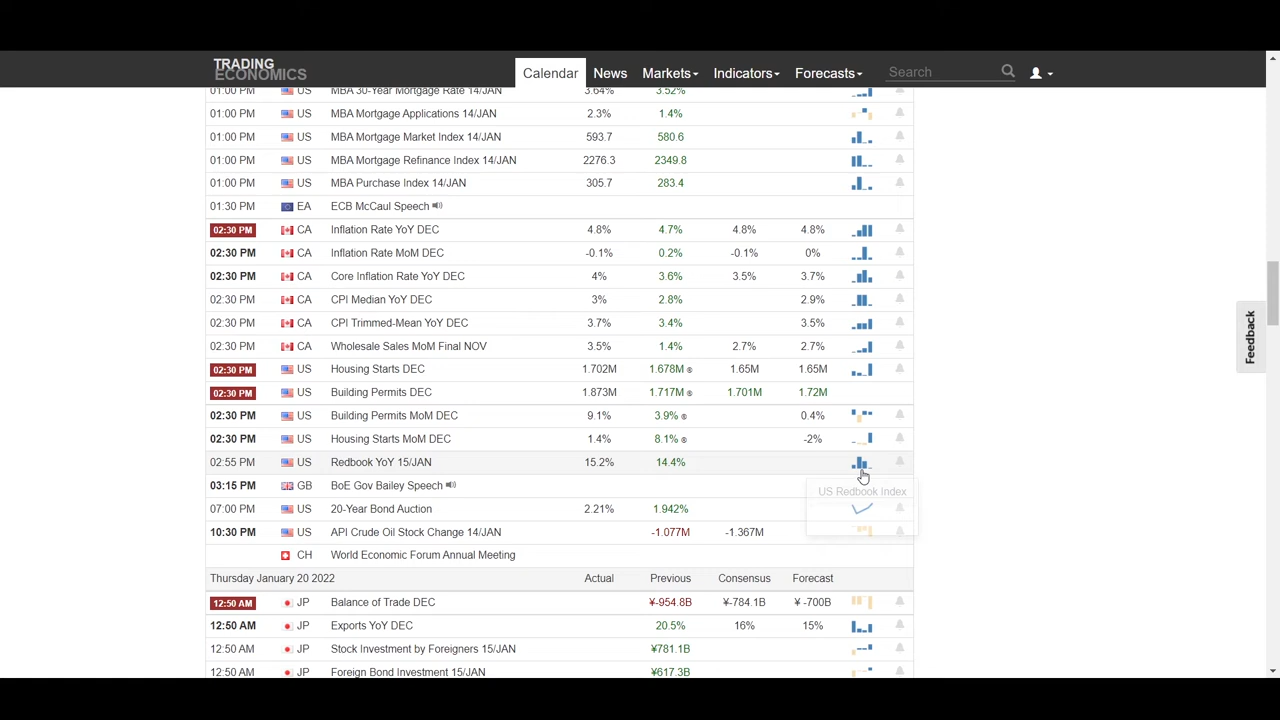 TRADING
ECONOMICS
Calendar News Markets Indicators Forecasts Search
01:00 PM US MBA 30-Year Mortgage Rate 14/JAN 3.64% 3.52%
01:00 PM US MBA Mortgage Applications 14/JAN 2.3% 1.4%
01:00 PM US MBA Mortgage Market Index 14/JAN 593.7 580.6
01:00 PM US MBA Mortgage Refinance Index 14/JAN 2276.3 2349.8
01:00 PM US MBA Purchase Index 14/JAN 305.7 283.4
01:30 PM EA ECB McCaul Speech
02:30 PM CA Inflation Rate YoY DEC 4.8% 4.7% 4.8% 4.8%
02:30 PM CA Inflation Rate MoM DEC -0.1% 0.2% -0.1% 0%
02:30 PM CA Core Inflation Rate YoY DEC 4% 3.6% 3.5% 3.7%
02:30 PM CA CPI Median YoY DEC 3% 2.8% 2.9%
02:30 PM CA CPI Trimmed-Mean YoY DEC 3.7% 3.4% 3.5%
02:30 PM CA Wholesale Sales MoM Final NOV 3.5% 1.4% 2.7% 2.7%
02:30 PM US Housing Starts DEC 1.702M 1.678M ® 1.65M 1.65M
02:30 PM US Building Permits DEC 1.873M 1.717M ® 1.701M 1.72M
02:30 PM US Building Permits MoM DEC 9.1% 3.9% ® 0.4%
02:30 PM US Housing Starts MoM DEC 1.4% 8.1% ® -2%
02:55 PM US Redbook YoY 15/JAN 15.2% 14.4%
03:15 PM GB BoE Gov Bailey Speech
US Redbook Index
07:00 PM US 20-Year Bond Auction 2.21% 1.942%
10:30 PM US API Crude Oil Stock Change 14/JAN -1.077M -1.367M
CH World Economic Forum Annual Meeting
Thursday January 20 2022 Actual Previous Consensus Forecast
12:50 AM JP Balance of Trade DEC ¥-954.8B ¥-784.1B ¥ -700B
12:50 AM JP Exports YoY DEC 20.5% 16% 15%
12:50 AM JP Stock Investment by Foreigners 15/JAN ¥781.1B
12:50 AM JP Foreign Bond Investment 15/JAN ¥617.3B
Feedback